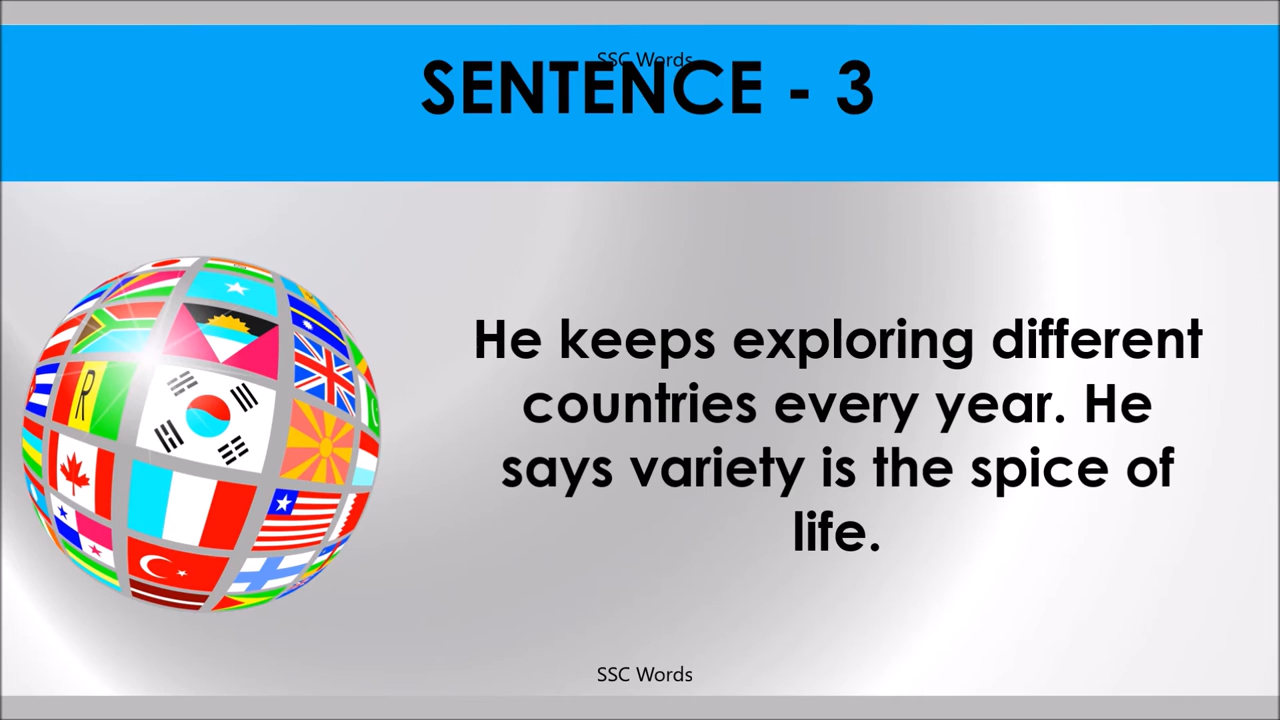 SSC Words
SENTENCE - 3
He keeps exploring different
countries every year. He
says variety is the spice of
life.
R
SSC Words